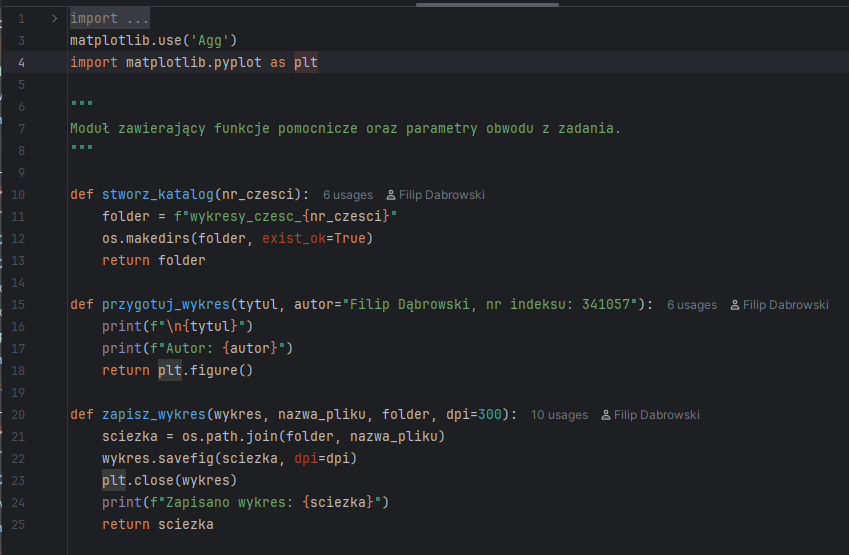 1 import ...
3 matplotlib.use('Agg')
4 import matplotlib.pyplot as plt
5
6 """
7 Moduł zawierający funkcje pomocnicze oraz parametry obwodu z zadania.
8 """
9
10 def stworz_katalog(nr_czesci): 6 usages Filip Dabrowski
11 folder = f"wykresy_czesc_{nr_czesci}"
12 os.makedirs(folder, exist_ok=True)
13 return folder
14
15 def przygotuj_wykres(tytul, autor="Filip Dąbrowski, nr indeksu: 341057"): 6 usages Filip Dabrowski
16 print(f"\n{tytul}")
17 print(f"Autor: {autor}")
18 return plt.figure()
19
20 def zapisz_wykres(wykres, nazwa_pliku, folder, dpi=300): 10 usages Filip Dabrowski
21 sciezka = os.path.join(folder, nazwa_pliku)
22 wykres.savefig(sciezka, dpi=dpi)
23 plt.close(wykres)
24 print(f"Zapisano wykres: {sciezka}")
25 return sciezka